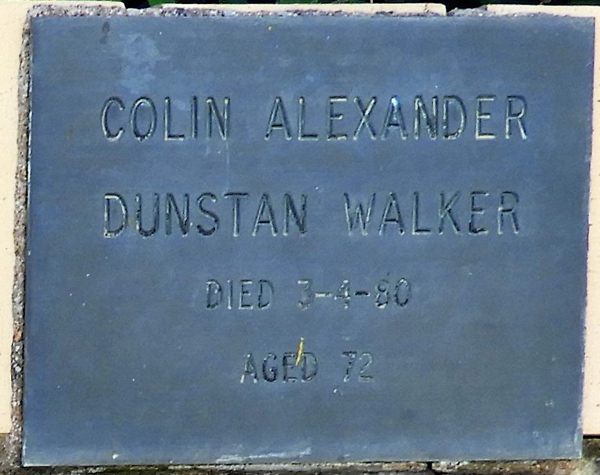 COLIN ALEXANDER
DUNSTAN WALKER
DIED 3-4-80
AGED 72